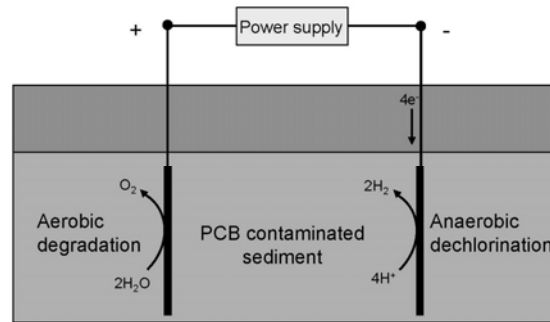 +
Power supply
-
4e⁻
O₂
2H₂
Aerobic
degradation
PCB contaminated
sediment
Anaerobic
dechlorination
2H₂O
4H⁺